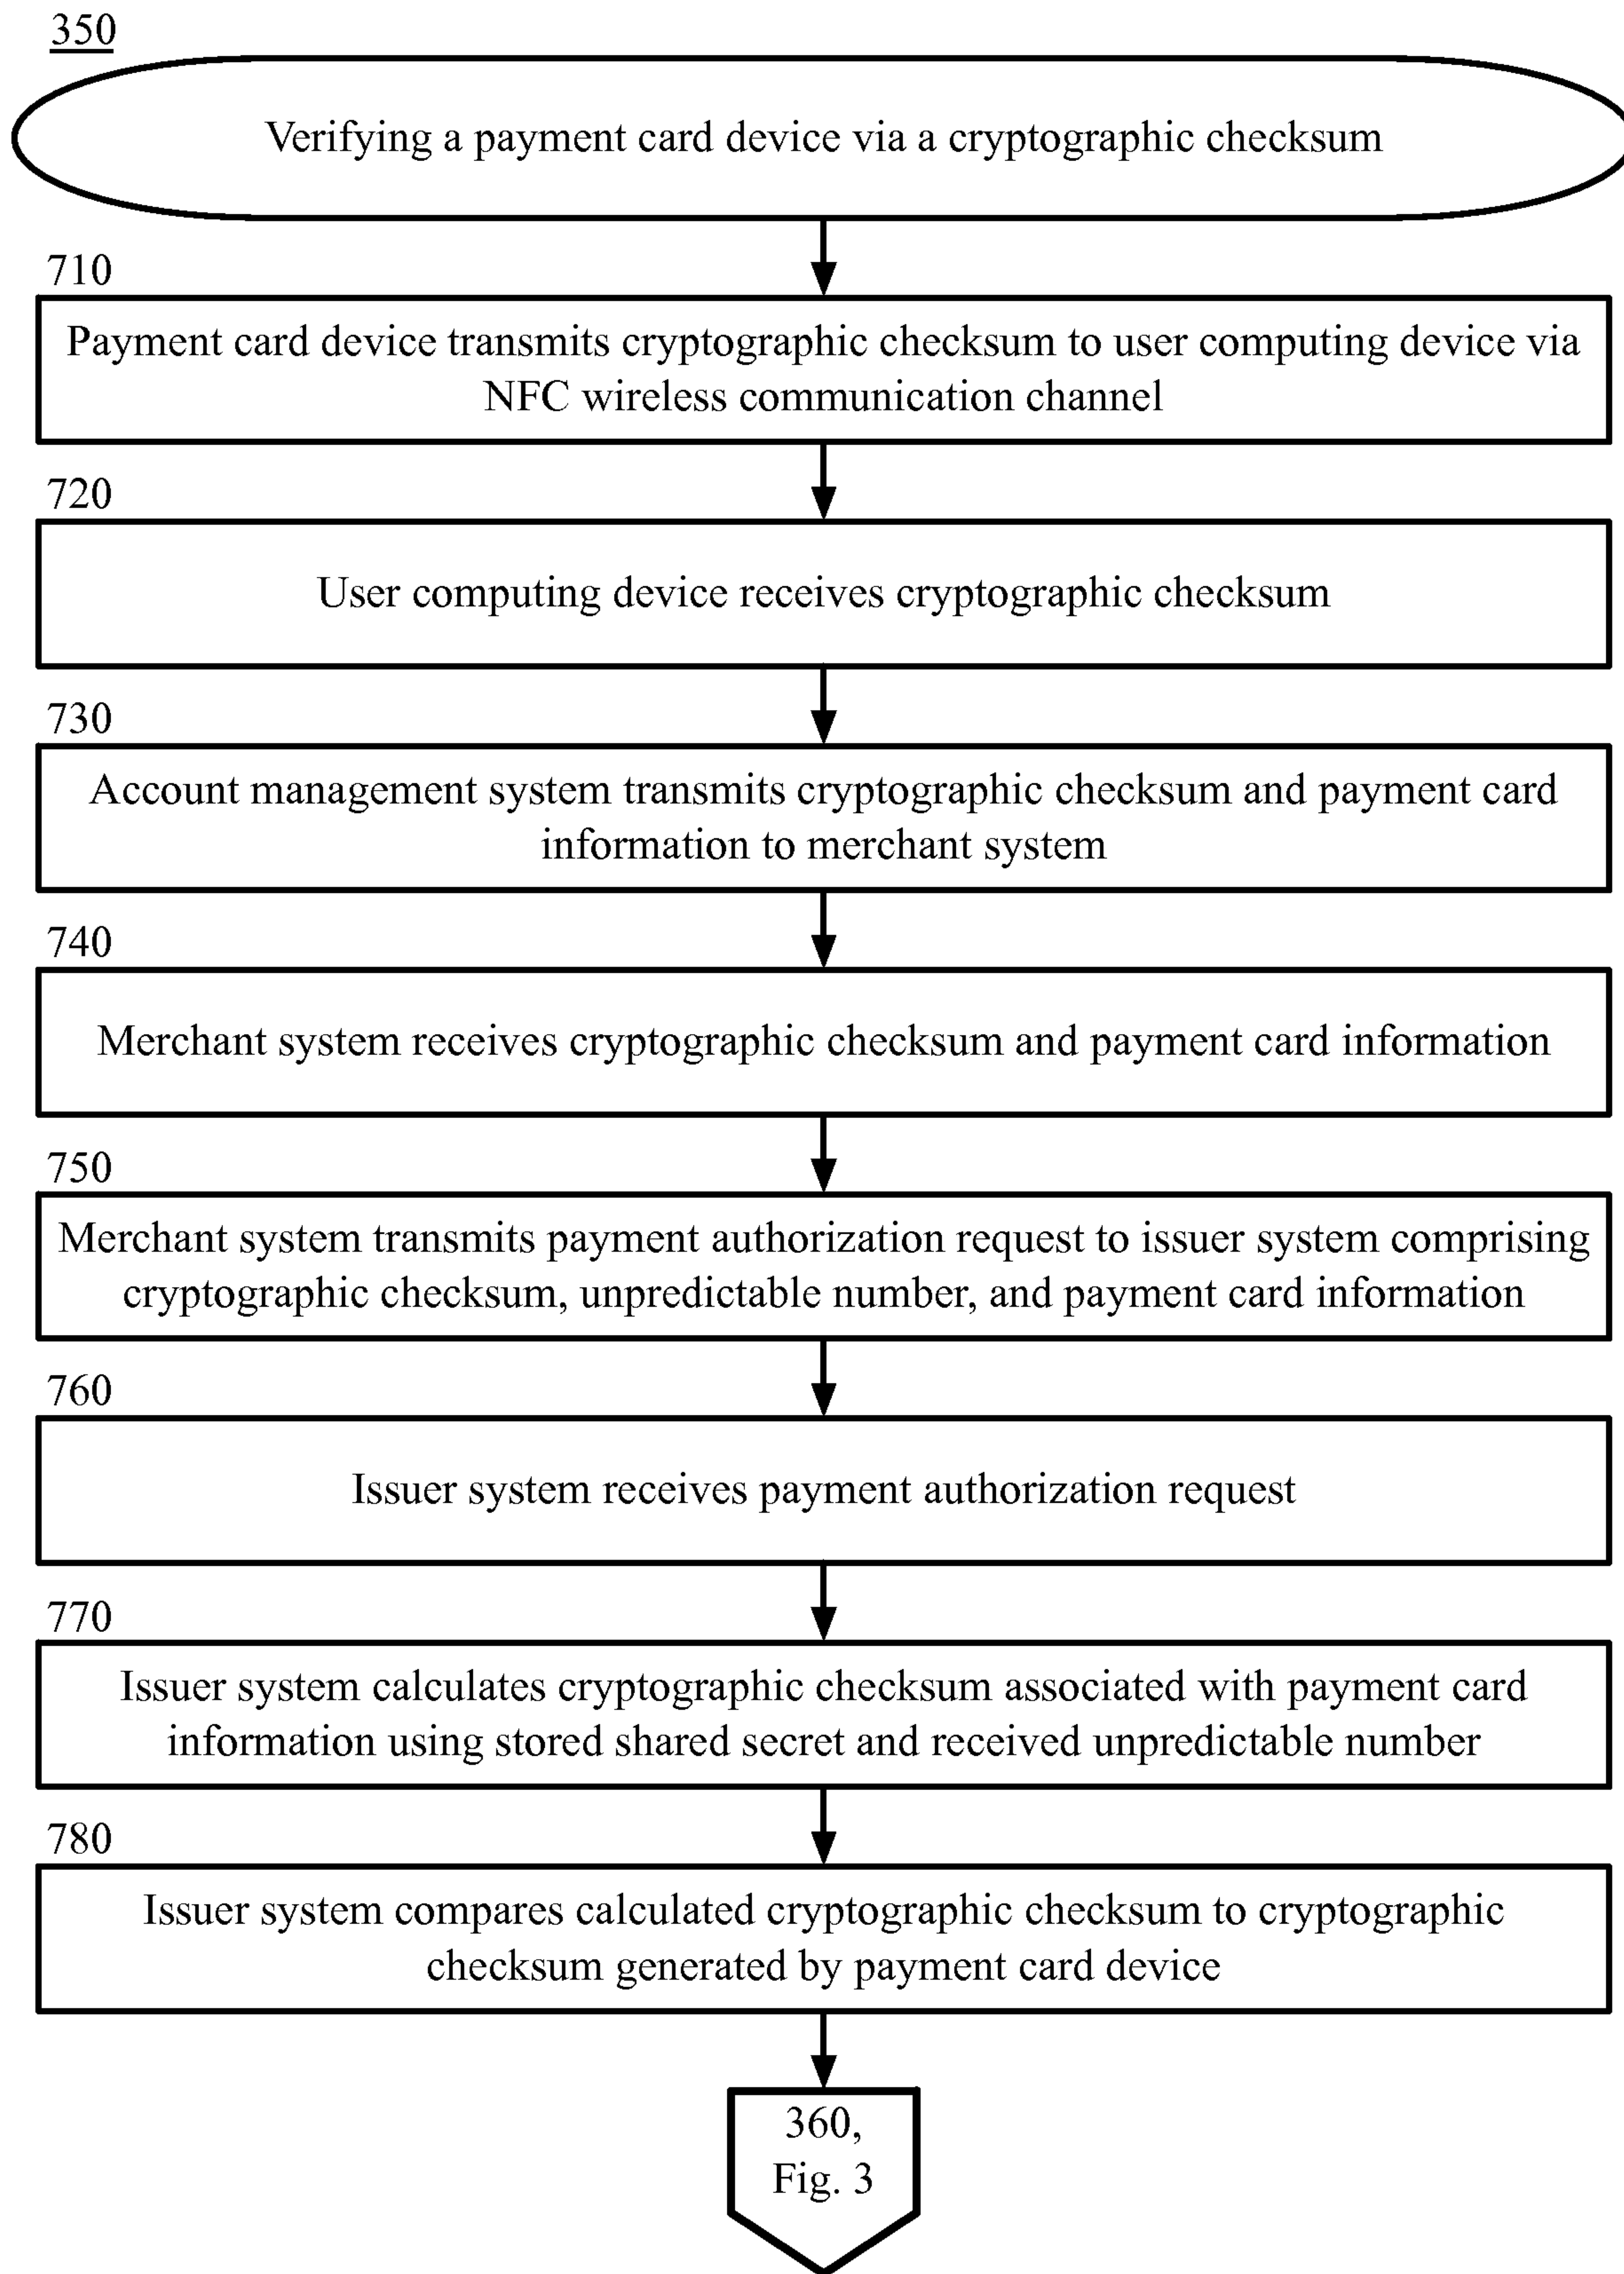 350
Verifying a payment card device via a cryptographic checksum
710
Payment card device transmits cryptographic checksum to user computing device via
NFC wireless communication channel
720
User computing device receives cryptographic checksum
730
Account management system transmits cryptographic checksum and payment card
information to merchant system
740
Merchant system receives cryptographic checksum and payment card information
750
Merchant system transmits payment authorization request to issuer system comprising
cryptographic checksum, unpredictable number, and payment card information
760
Issuer system receives payment authorization request
770
Issuer system calculates cryptographic checksum associated with payment card
information using stored shared secret and received unpredictable number
780
Issuer system compares calculated cryptographic checksum to cryptographic
checksum generated by payment card device
360,
Fig. 3